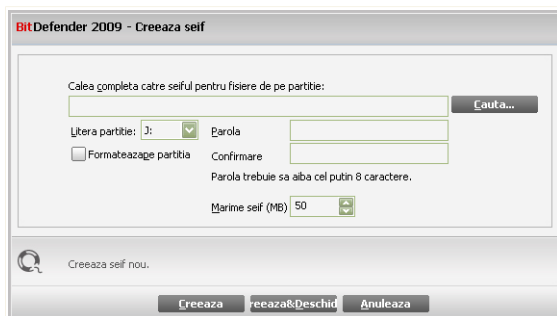 BitDefender 2009 - Creeaza seif
Calea completa catre seiful pentru fisiere de pe partitie:
Cauta...
Litera partitie: J: Parola
Formateazape partitia Confirmare
Parola trebuie sa aiba cel putin 8 caractere.
Marime seif (MB) 50
Creeaza seif nou.
Creeaza reeaza&Deschid Anuleaza